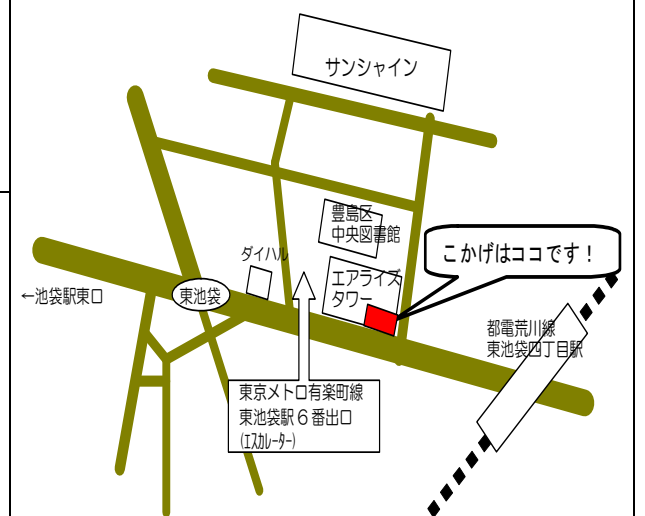 サンシャイン
豊島区
中央図書館
こかげはココです！
ダイハル
エアライズ
タワー
←池袋駅東口
東池袋
都電荒川線
東池袋四丁目駅
東京メトロ有楽町線
東池袋駅６番出口
(ｴｽｶﾚｰﾀｰ)